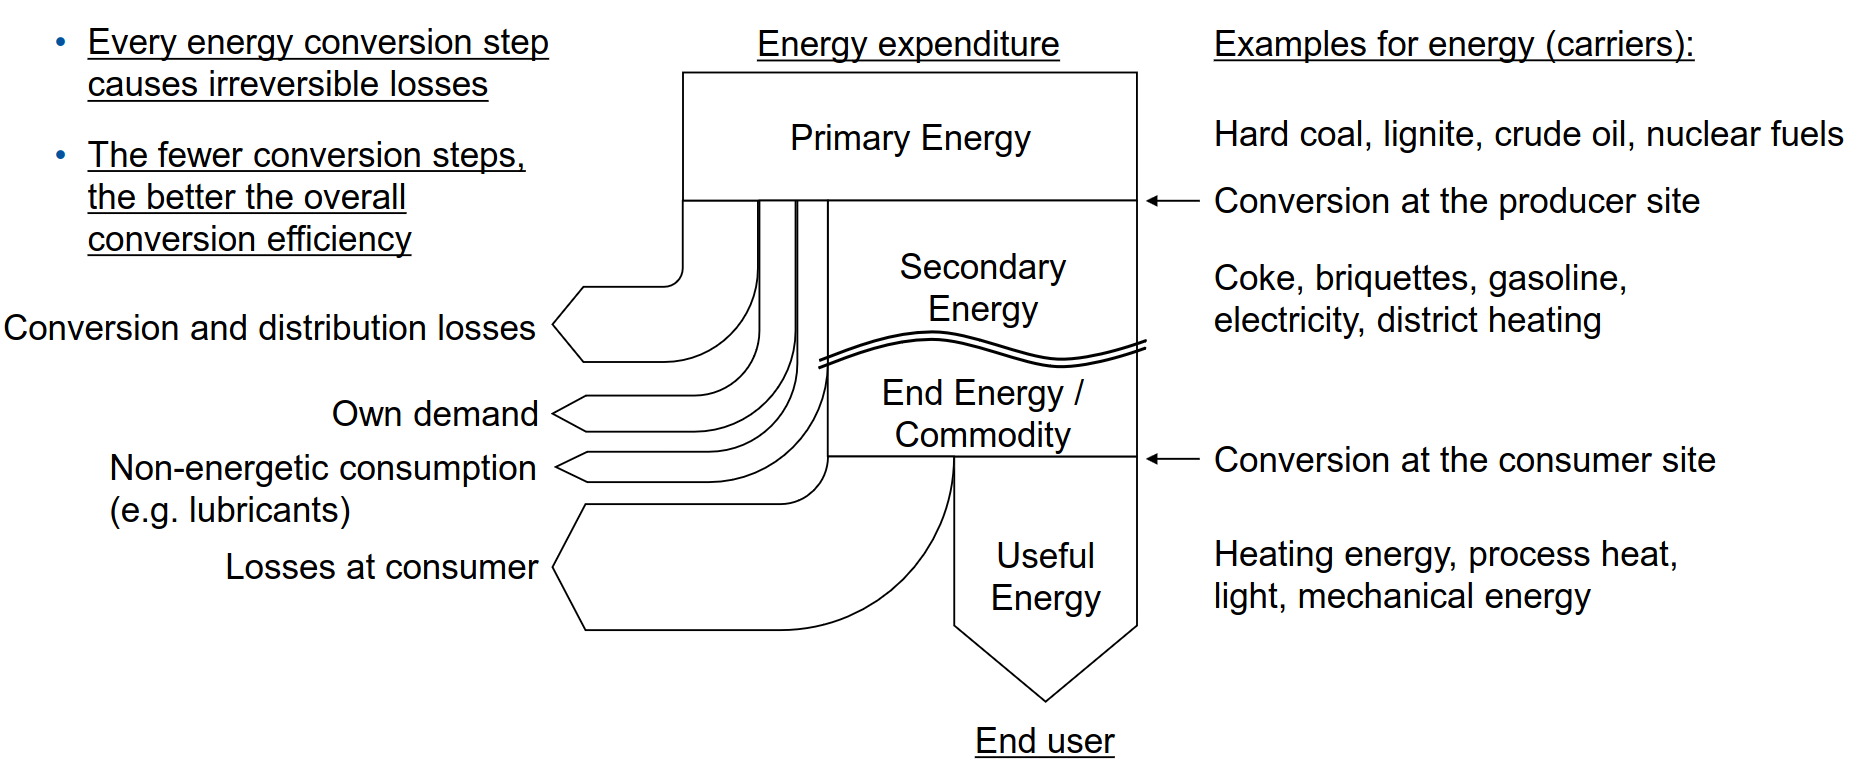 • Every energy conversion step
causes irreversible losses
• The fewer conversion steps,
the better the overall
conversion efficiency
Energy expenditure
Primary Energy
Secondary
Energy
End Energy /
Commodity
Useful
Energy
End user
Conversion and distribution losses
Own demand
Non-energetic consumption
(e.g. lubricants)
Losses at consumer
Examples for energy (carriers):
Hard coal, lignite, crude oil, nuclear fuels
Conversion at the producer site
Coke, briquettes, gasoline,
electricity, district heating
Conversion at the consumer site
Heating energy, process heat,
light, mechanical energy